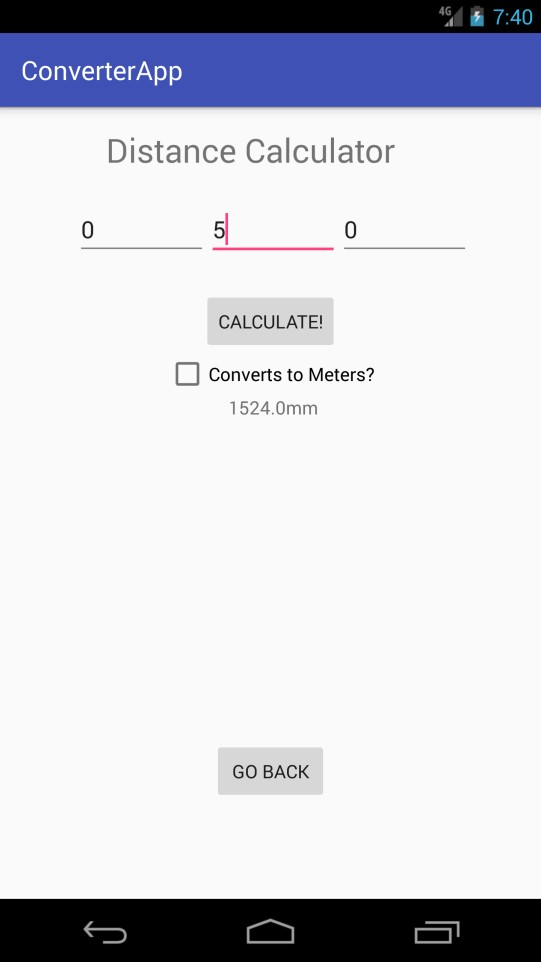 4G 7:40
ConverterApp
Distance Calculator
0 5 0
CALCULATE!
Converts to Meters?
1524.0mm
GO BACK